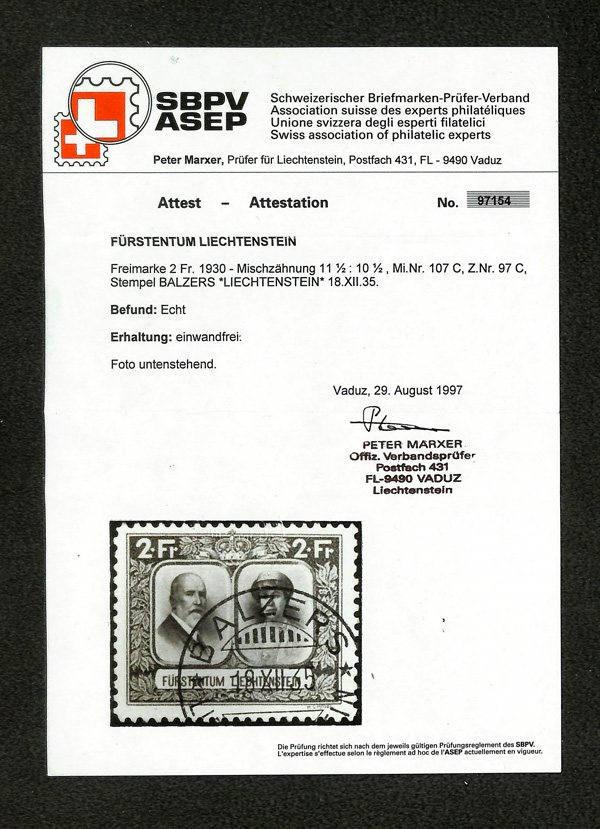 SBPV
ASEP
Schweizerischer Briefmarken-Prüfer-Verband
Association suisse des experts philatéliques
Unione svizzera degli esperti filatelici
Swiss association of philatelic experts
Peter Marxer, Prüfer für Liechtenstein, Postfach 431, FL - 9490 Vaduz
Attest – Attestation No. 97154
FÜRSTENTUM LIECHTENSTEIN
Freimarke 2 Fr. 1930 - Mischzähnung 11 ½ : 10 ½ , Mi.Nr. 107 C, Z.Nr. 97 C,
Stempel BALZERS *LIECHTENSTEIN* 18.XII.35.
Befund: Echt
Erhaltung: einwandfrei.
Foto untenstehend.
Vaduz, 29. August 1997
PETER MARXER
Offiz. Verbandsprüfer
Postfach 431
FL-9490 VADUZ
Liechtenstein
2·Fr· 2·Fr·
BALZERS
FÜRSTENTUM LIECHTENSTEIN
18.XII.35
Die Prüfung richtet sich nach dem jeweils gültigen Prüfungsreglement des SBPV.
L'expertise s'effectue selon le règlement ad hoc de l'ASEP actuellement en vigueur.